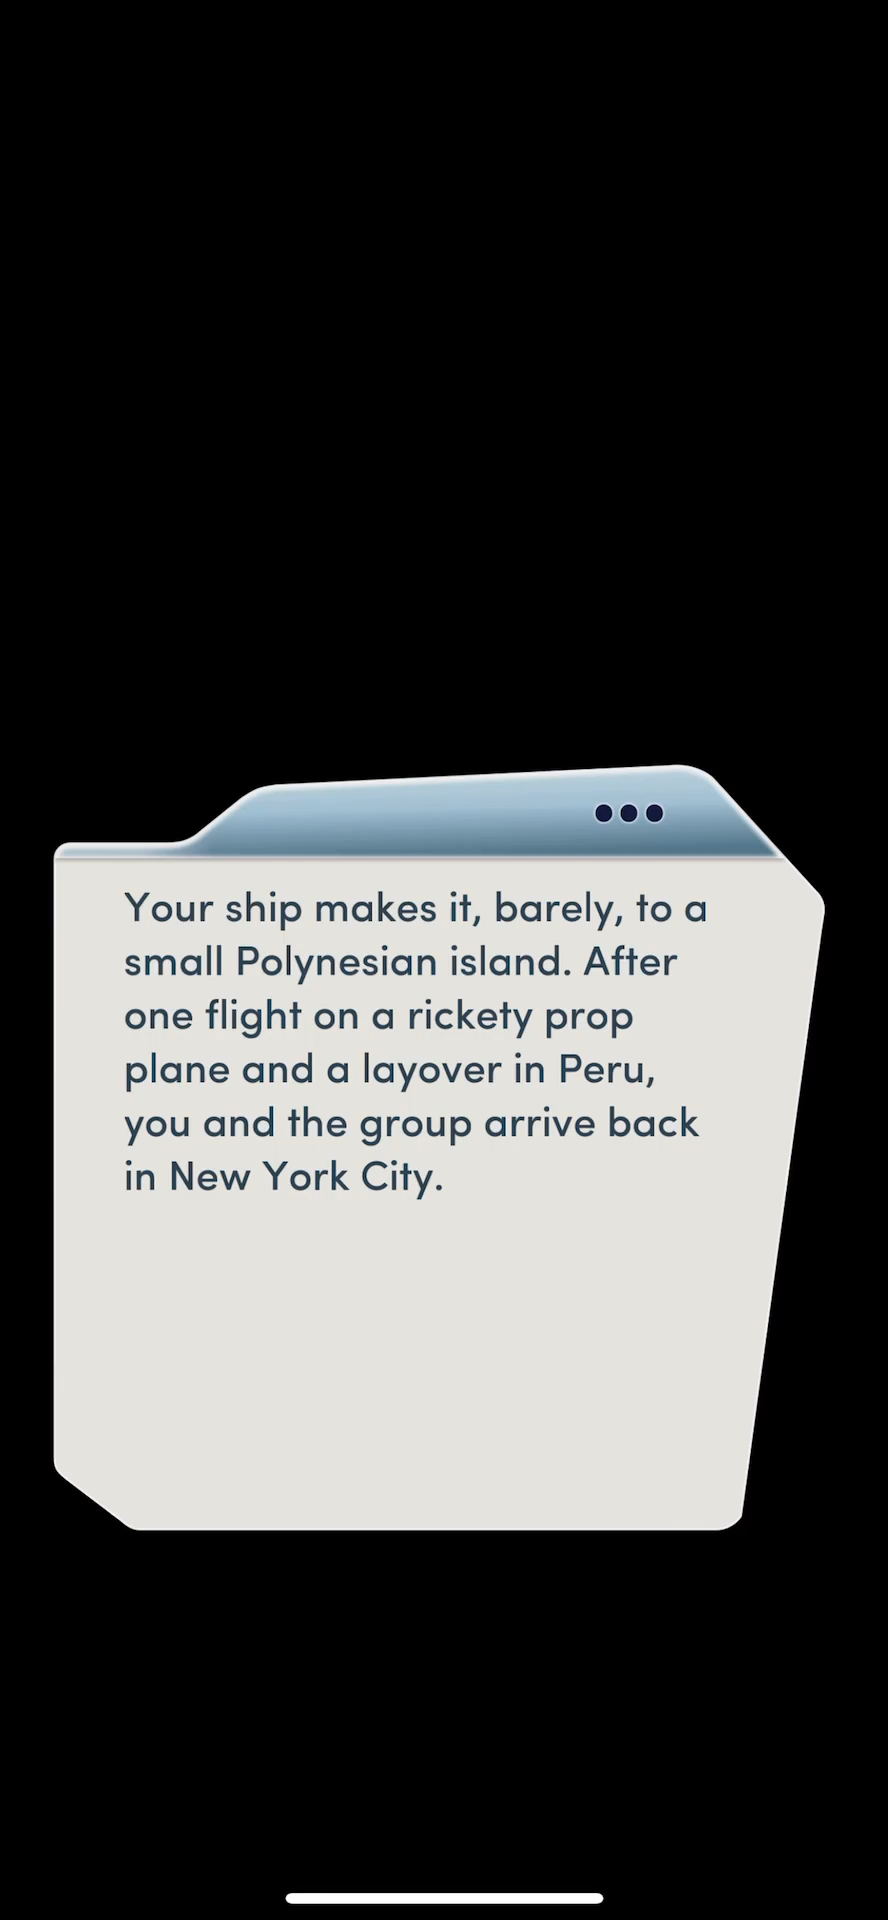 Your ship makes it, barely, to a
small Polynesian island. After
one flight on a rickety prop
plane and a layover in Peru,
you and the group arrive back
in New York City.